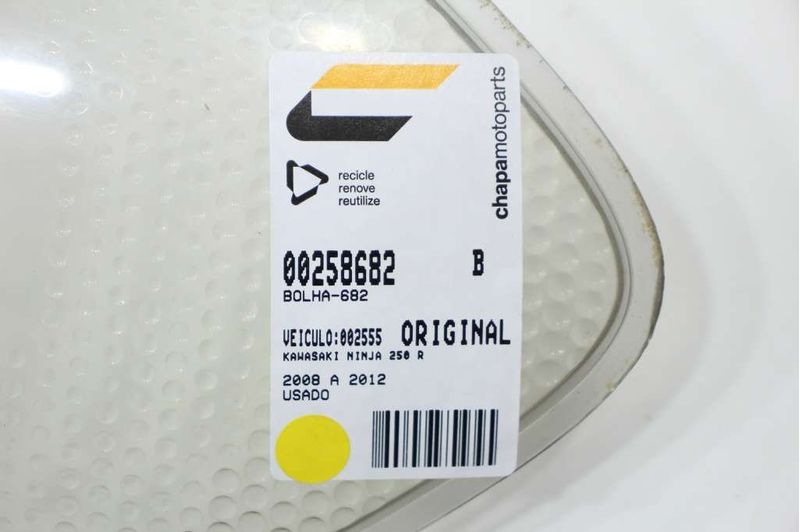 chapamotoparts
recicle
renove
reutilize
00258682 B
BOLHA-682
VEICULO:002555 ORIGINAL
KAWASAKI NINJA 250 R
2008 A 2012
USADO